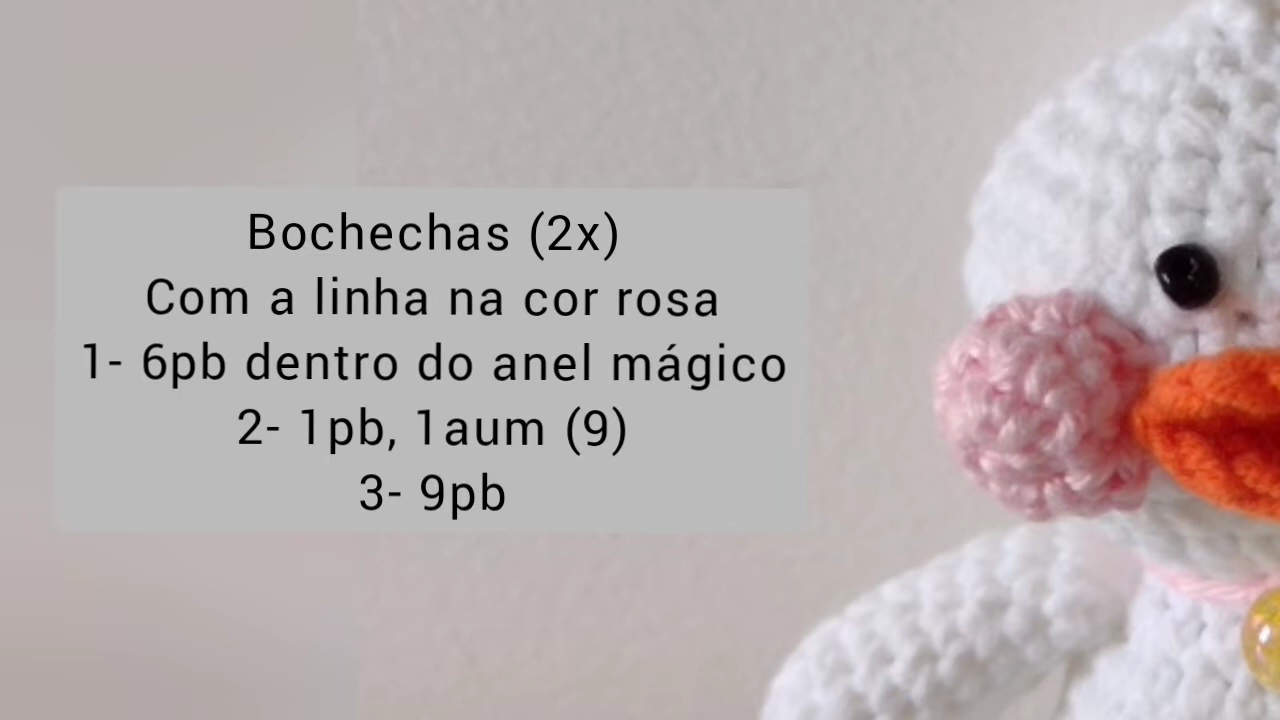 Bochechas (2x)
Com a linha na cor rosa
1- 6pb dentro do anel mágico
2- 1pb, 1aum (9)
3- 9pb